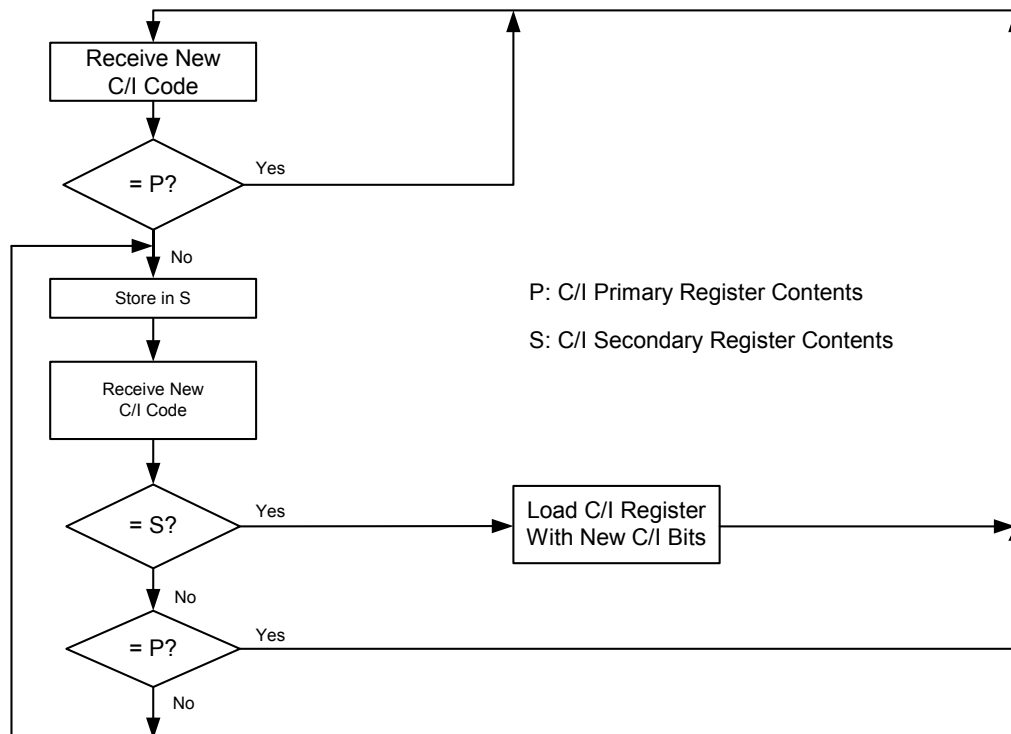 Receive New
C/I Code
= P?
Yes
No
Store in S
P: C/I Primary Register Contents
S: C/I Secondary Register Contents
Receive New
C/I Code
= S?
Yes
Load C/I Register
With New C/I Bits
No
= P?
Yes
No